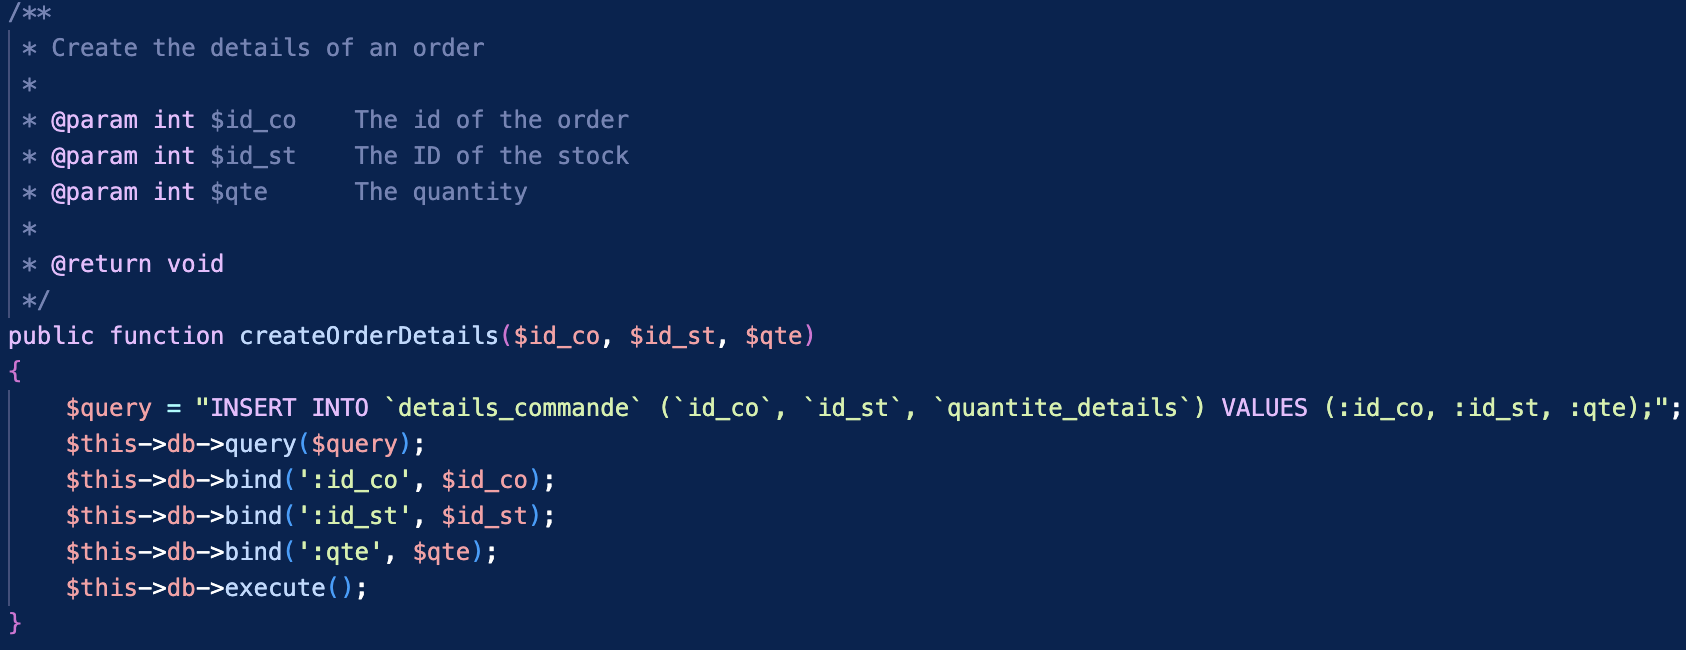 /**
 * Create the details of an order
 *
 * @param int $id_co    The id of the order
 * @param int $id_st    The ID of the stock
 * @param int $qte      The quantity
 *
 * @return void
 */
public function createOrderDetails($id_co, $id_st, $qte)
{
    $query = "INSERT INTO `details_commande` (`id_co`, `id_st`, `quantite_details`) VALUES (:id_co, :id_st, :qte);";
    $this->db->query($query);
    $this->db->bind(':id_co', $id_co);
    $this->db->bind(':id_st', $id_st);
    $this->db->bind(':qte', $qte);
    $this->db->execute();
}